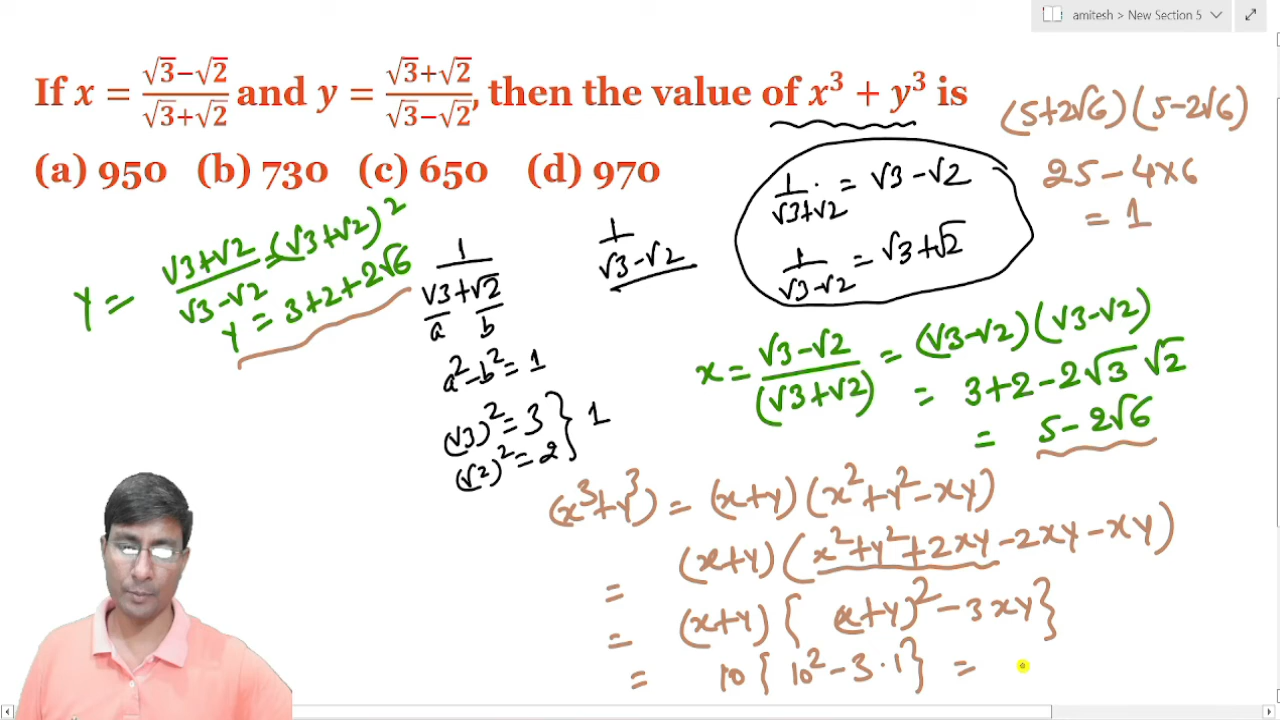 amitesh > New Section 5
If x = (√3−√2)/(√3+√2) and y = (√3+√2)/(√3−√2), then the value of x³ + y³ is
(a) 950 (b) 730 (c) 650 (d) 970
(5+2√6)(5-2√6)
25 - 4×6
= 1
1/(√3+√2) = √3-√2
1/(√3-√2) = √3+√2
y = (√3+√2)/(√3-√2) = (√3+√2)²
y = 3+2+2√6
1/(√3+√2)
a b
a²-b² = 1
(√3)² = 3 } 1
(√2)² = 2
1/(√3-√2)
x = (√3-√2)/(√3+√2) = (√3-√2)(√3-√2)
= 3+2-2√3 √2
= 5-2√6
(x³+y³) = (x+y)(x²+y²-xy)
= (x+y)(x²+y²+2xy-2xy-xy)
= (x+y){(x+y)²-3xy}
= 10{10²-3·1} =